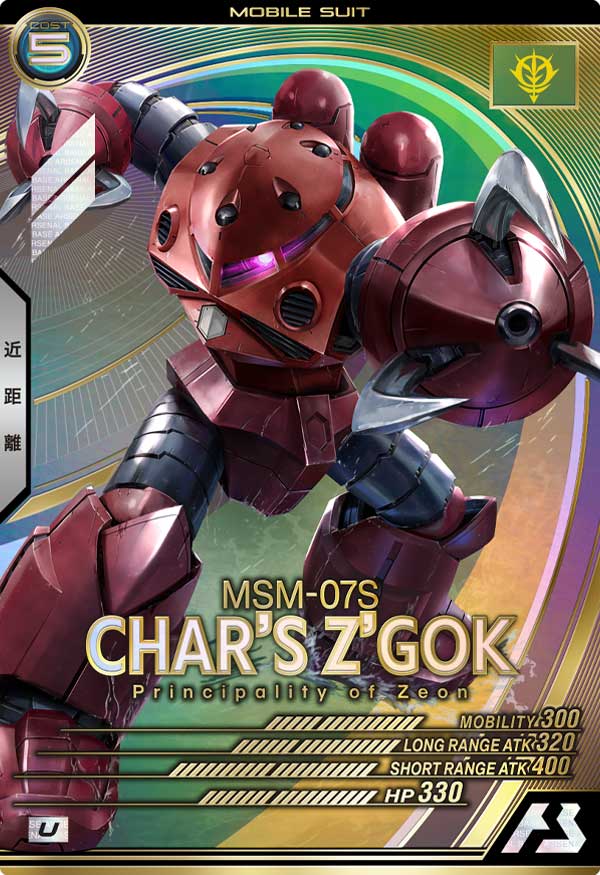 MOBILE SUIT
COST
5
近距離
MSM-07S
CHAR'S Z'GOK
Principality of Zeon
MOBILITY 300
LONG RANGE ATK 320
SHORT RANGE ATK 400
HP 330
U